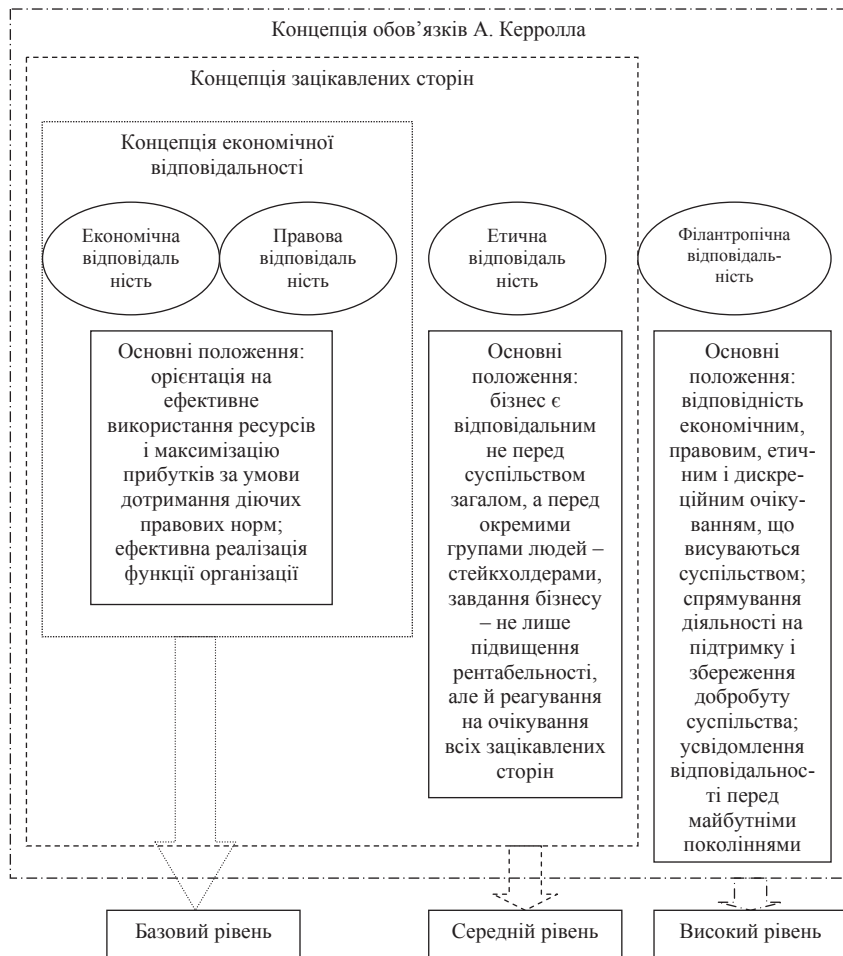 Концепція обов’язків А. Керролла
Концепція зацікавлених сторін
Концепція економічної
відповідальності
Економічна
відповідаль
ність
Правова
відповідаль
ність
Етична
відповідаль
ність
Філантропічна
відповідаль-
ність
Основні положення:
орієнтація на
ефективне
використання ресурсів
і максимізацію
прибутків за умови
дотримання діючих
правових норм;
ефективна реалізація
функції організації
Основні
положення:
бізнес є
відповідальним
не перед
суспільством
загалом, а перед
окремими
групами людей –
стейкхолдерами,
завдання бізнесу
– не лише
підвищення
рентабельності,
але й реагування
на очікування
всіх зацікавлених
сторін
Основні
положення:
відповідність
економічним,
правовим, етич-
ним і дискре-
ційним очіку-
ванням, що
висуваються
суспільством;
спрямування
діяльності на
підтримку і
збереження
добробуту
суспільства;
усвідомлення
відповідальнос-
ті перед
майбутніми
поколіннями
Базовий рівень
Середній рівень
Високий рівень